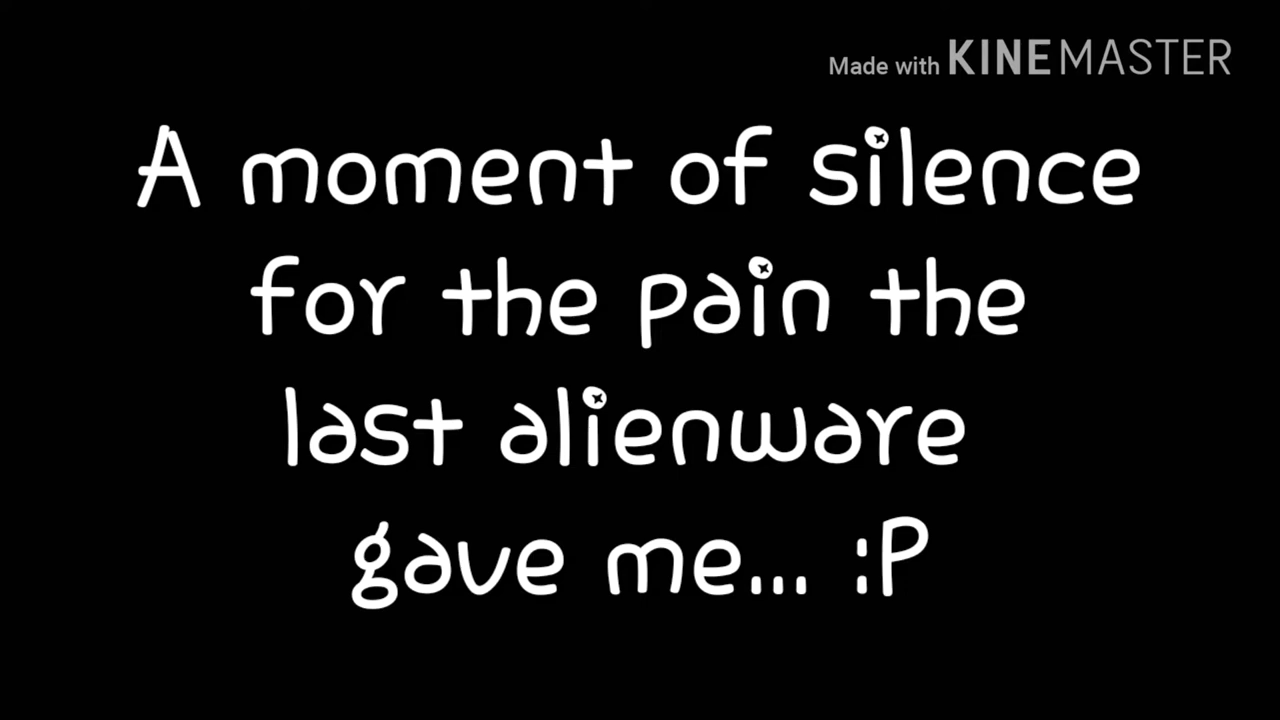 Made with KINEMASTER
A moment of silence
for the pain the
last alienware
gave me... :P